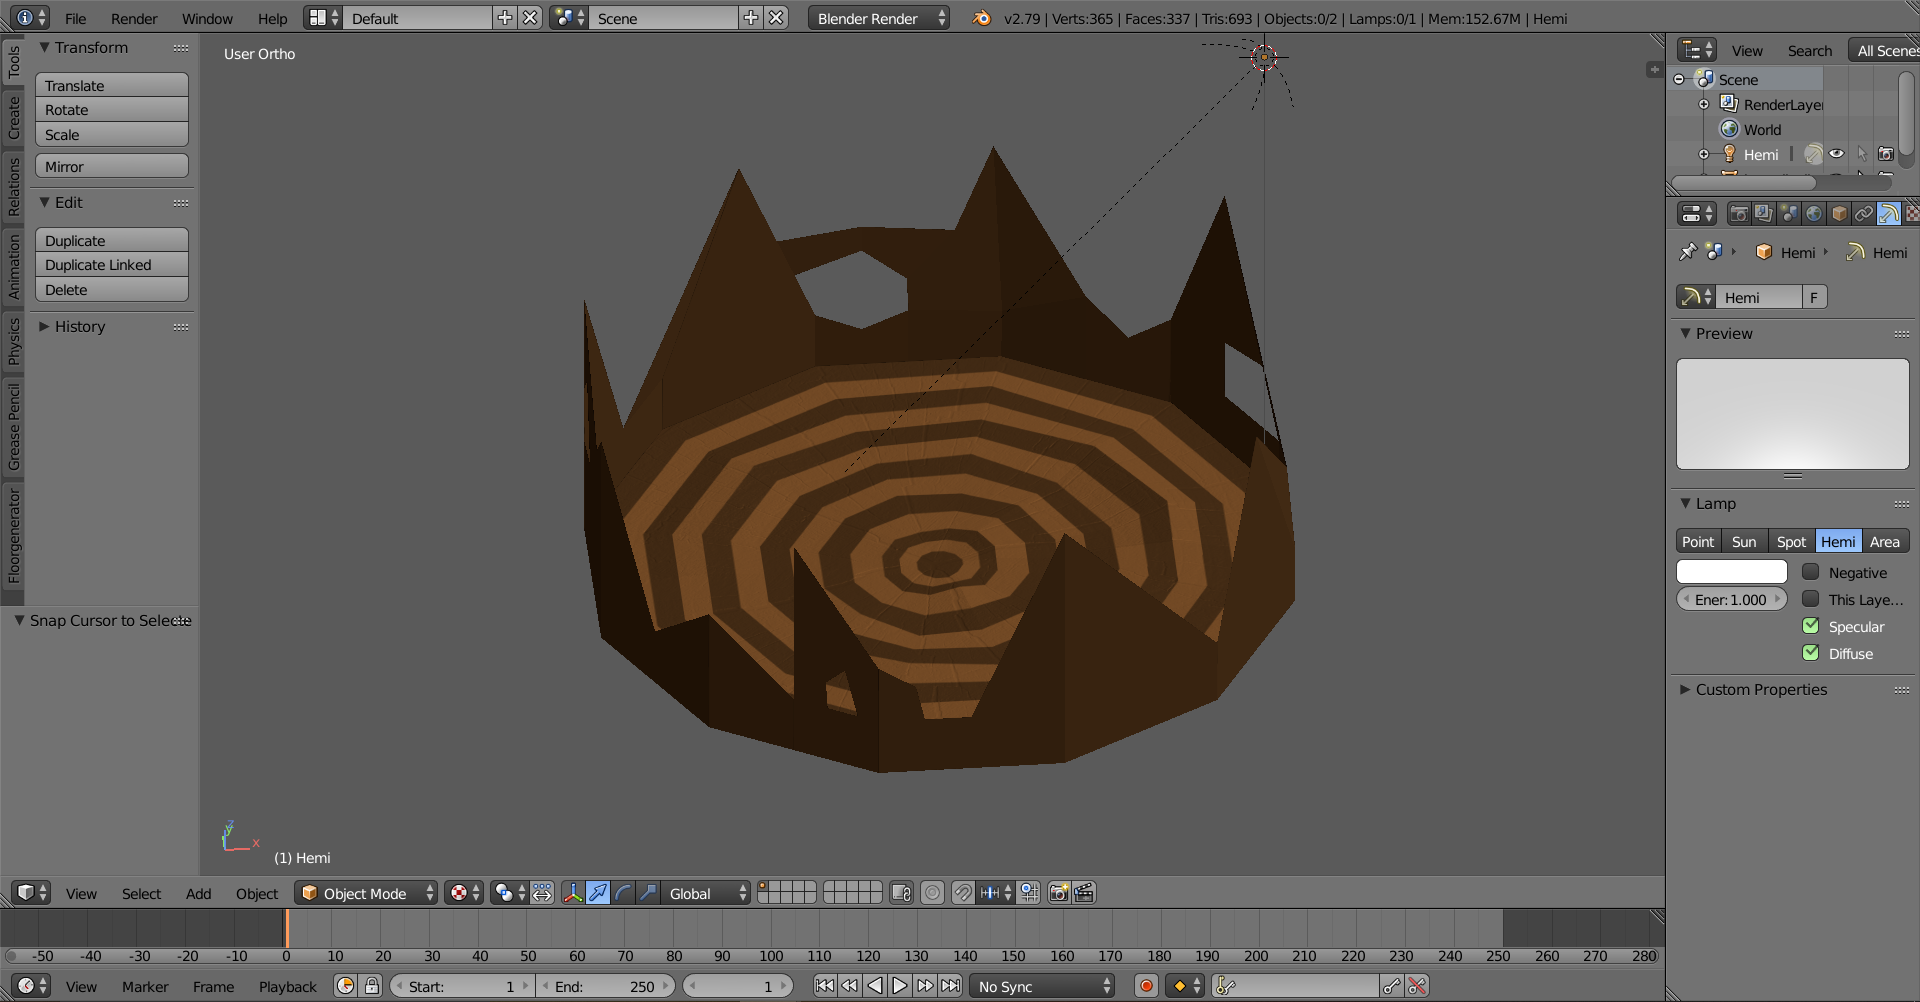 File Render Window Help Default Scene Blender Render v2.79 | Verts:365 | Faces:337 | Tris:693 | Objects:0/2 | Lamps:0/1 | Mem:152.67M | Hemi
Tools
Create
Relations
Animation
Physics
Grease Pencil
Floorgenerator
Transform
Translate
Rotate
Scale
Mirror
Edit
Duplicate
Duplicate Linked
Delete
History
Snap Cursor to Selecte
User Ortho
z
y
x
(1) Hemi
View Search All Scenes
Scene
RenderLayer
World
Hemi
Hemi Hemi
Hemi F
Preview
Lamp
Point Sun Spot Hemi Area
Negative
Ener: 1.000 This Laye...
Specular
Diffuse
Custom Properties
View Select Add Object Object Mode Global
-50 -40 -30 -20 -10 0 10 20 30 40 50 60 70 80 90 100 110 120 130 140 150 160 170 180 190 200 210 220 230 240 250 260 270 280
View Marker Frame Playback Start: 1 End: 250 1 No Sync